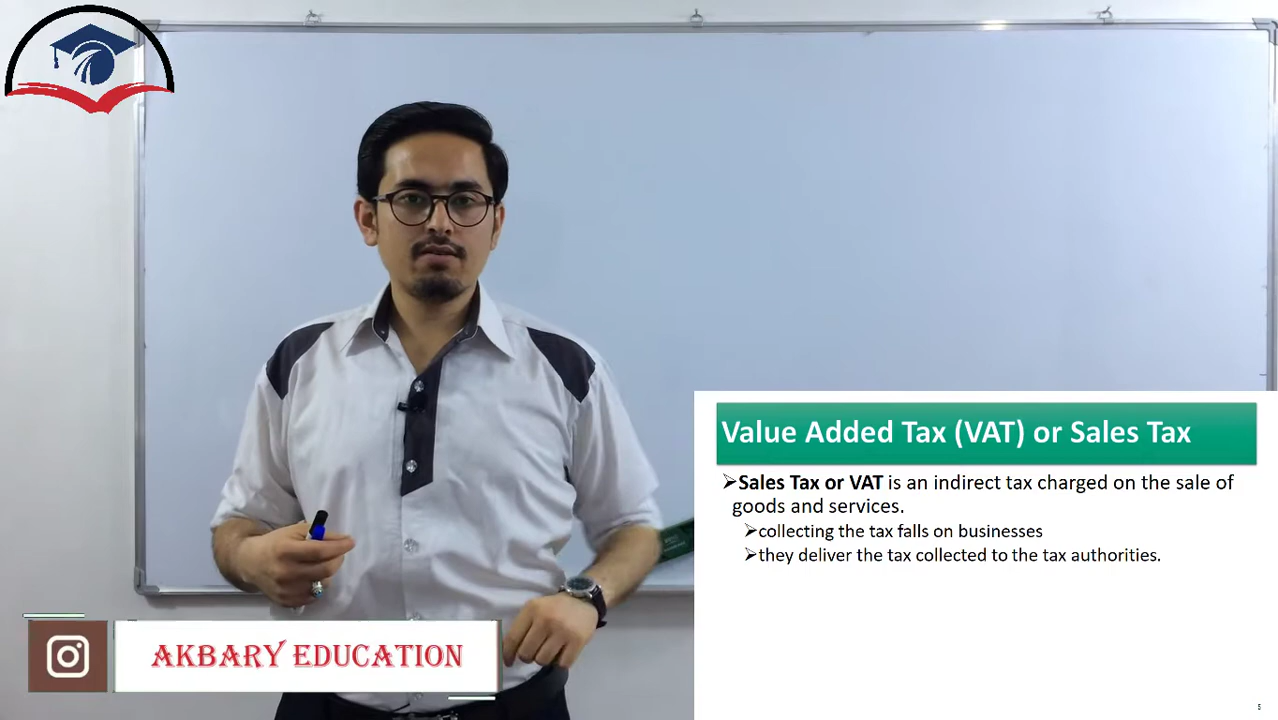 Value Added Tax (VAT) or Sales Tax
➢Sales Tax or VAT is an indirect tax charged on the sale of
goods and services.
➢collecting the tax falls on businesses
➢they deliver the tax collected to the tax authorities.
AKBARY EDUCATION
5